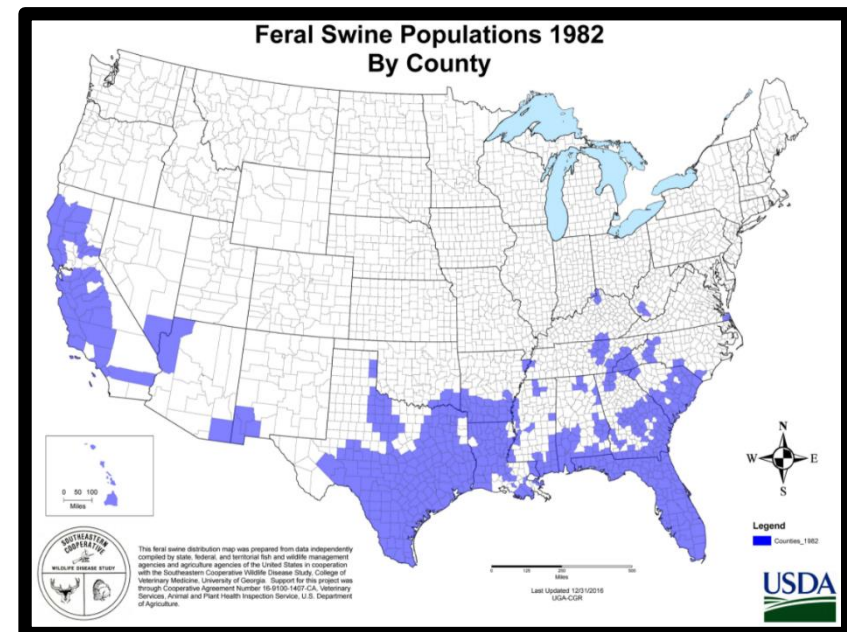 Feral Swine Populations 1982
By County
N
W E
S
0 50 100
Miles
Legend
Counties_1982
SOUTHEASTERN
COOPERATIVE
WILDLIFE DISEASE STUDY
This feral swine distribution map was prepared from data independently
compiled by state, federal, and territorial fish and wildlife management
agencies and agriculture agencies of the United States in cooperation
with the Southeastern Cooperative Wildlife Disease Study, College of
Veterinary Medicine, University of Georgia. Support for this project was
through Cooperative Agreement Number 16-9100-1407-CA, Veterinary
Services, Animal and Plant Health Inspection Service, U.S. Department
of Agriculture.
0 125 250 500
Miles
Last Updated 12/31/2016
UGA-CGR
USDA